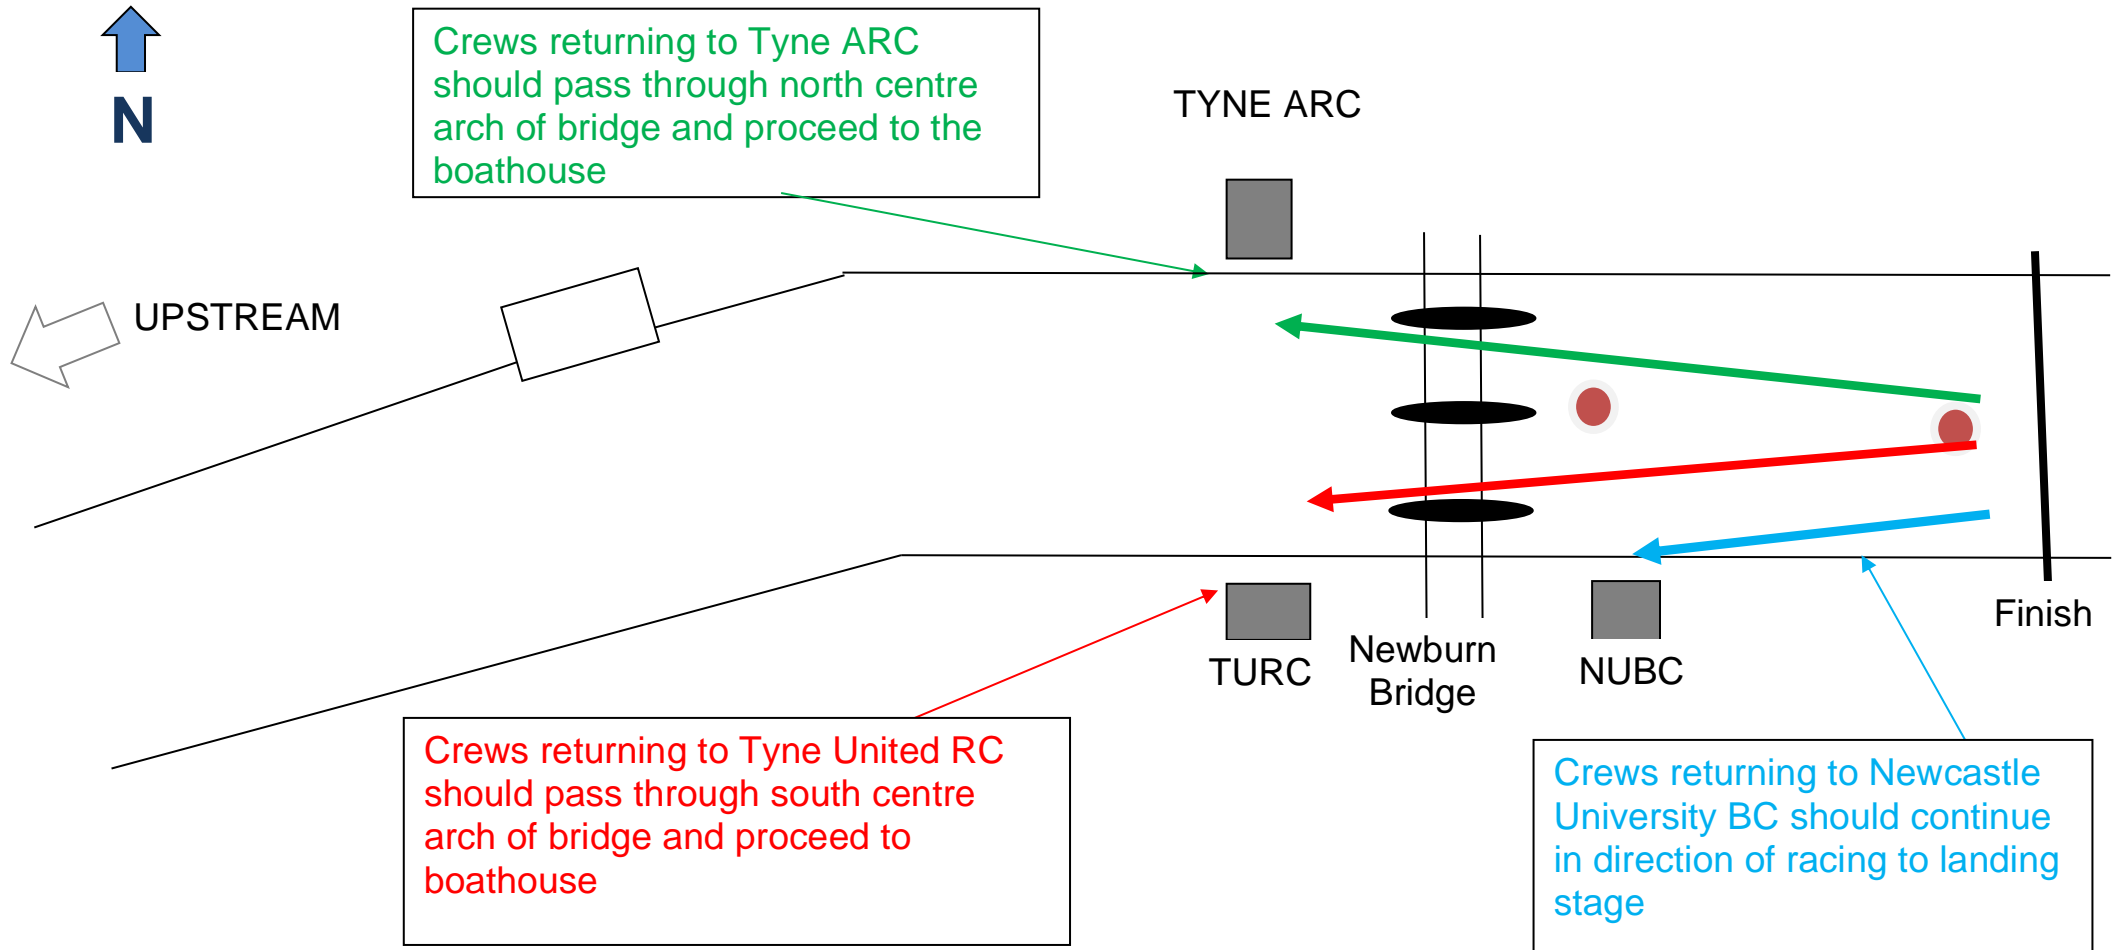 N
Crews returning to Tyne ARC
should pass through north centre
arch of bridge and proceed to the
boathouse
TYNE ARC
UPSTREAM
Finish
TURC
Newburn
Bridge
NUBC
Crews returning to Tyne United RC
should pass through south centre
arch of bridge and proceed to
boathouse
Crews returning to Newcastle
University BC should continue
in direction of racing to landing
stage